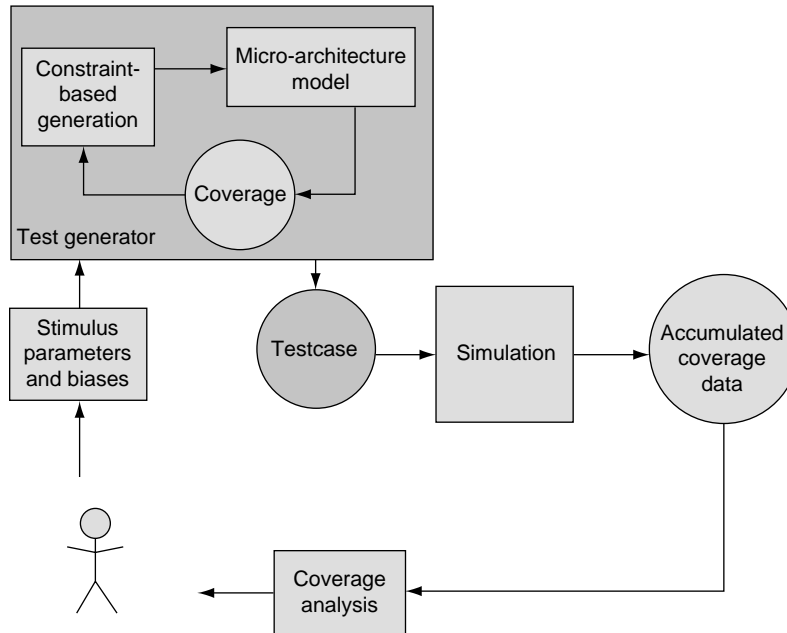 Constraint-
based
generation
Micro-architecture
model
Coverage
Test generator
Stimulus
parameters
and biases
Testcase
Simulation
Accumulated
coverage
data
Coverage
analysis